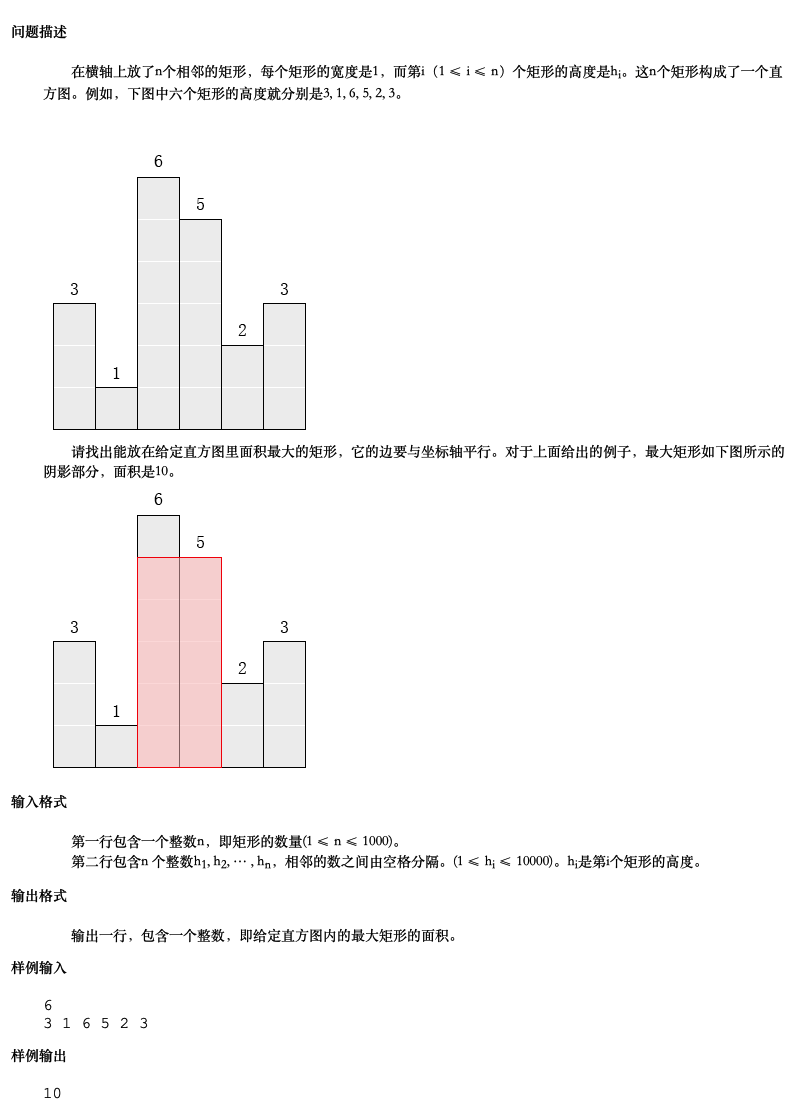 问题描述
在横轴上放了n个相邻的矩形，每个矩形的宽度是1，而第i（1 ≤ i ≤ n）个矩形的高度是hi。这n个矩形构成了一个直
方图。例如，下图中六个矩形的高度就分别是3, 1, 6, 5, 2, 3。
6
5
3
3
2
1
请找出能放在给定直方图里面积最大的矩形，它的边要与坐标轴平行。对于上面给出的例子，最大矩形如下图所示的
阴影部分，面积是10。
6
5
3
3
2
1
输入格式
第一行包含一个整数n，即矩形的数量(1 ≤ n ≤ 1000)。
第二行包含n 个整数h1, h2, … , hn，相邻的数之间由空格分隔。(1 ≤ hi ≤ 10000)。hi是第i个矩形的高度。
输出格式
输出一行，包含一个整数，即给定直方图内的最大矩形的面积。
样例输入
6
3 1 6 5 2 3
样例输出
10